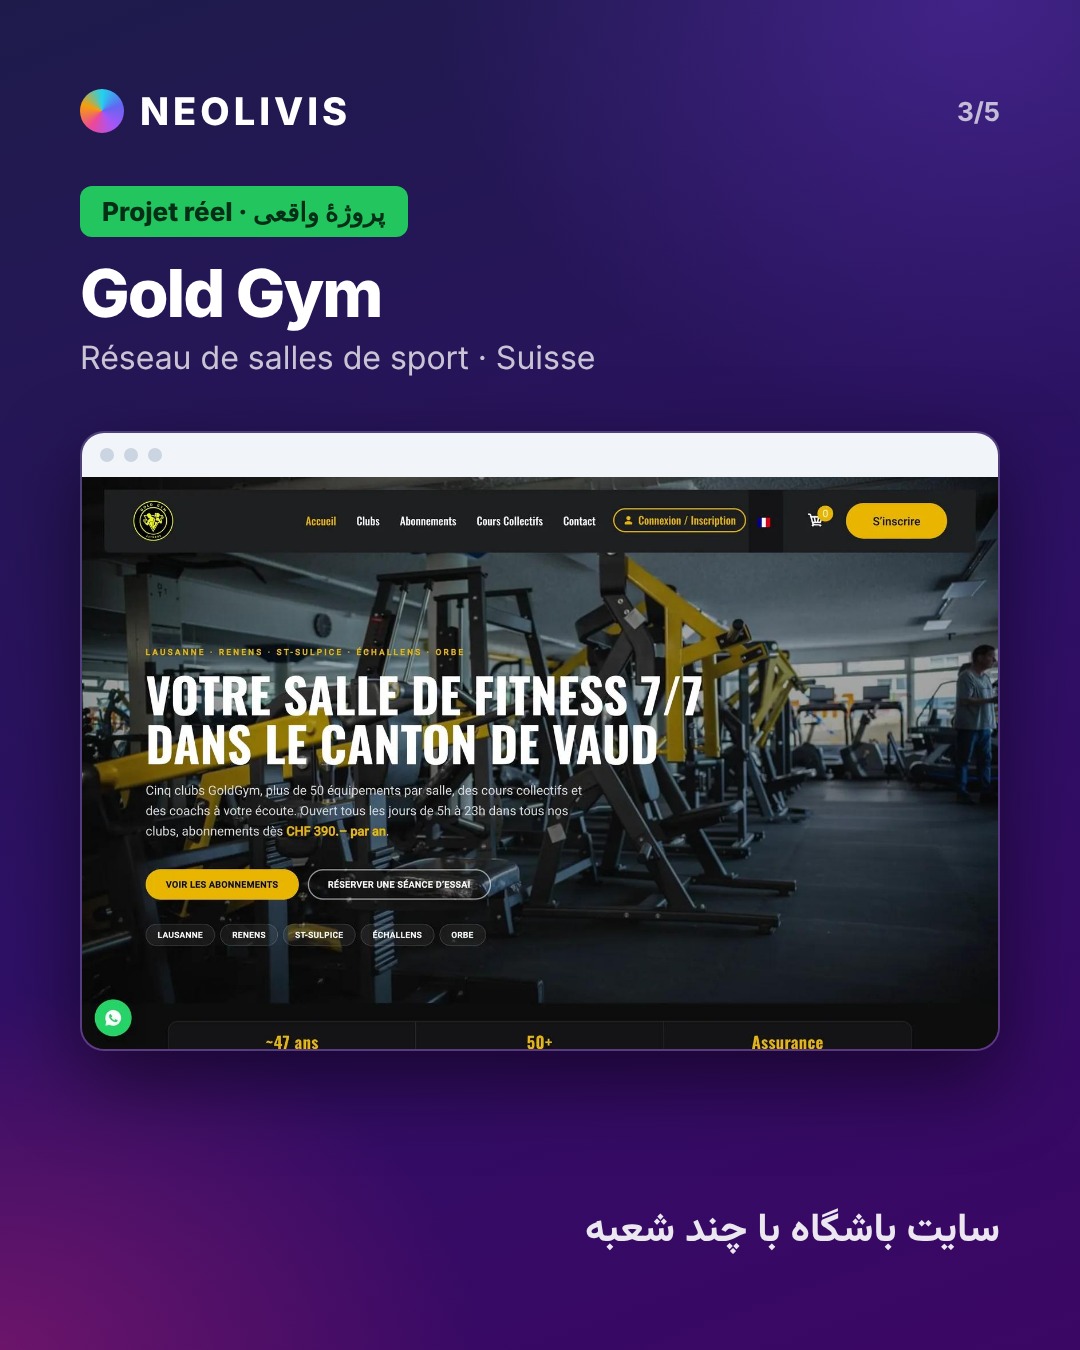 NEOLIVIS
3/5
Projet réel · پروژهٔ واقعی
Gold Gym
Réseau de salles de sport · Suisse
Accueil Clubs Abonnements Cours Collectifs Contact Connexion / Inscription 0 S'inscrire
LAUSANNE · RENENS · ST-SULPICE · ÉCHALLENS · ORBE
VOTRE SALLE DE FITNESS 7/7
DANS LE CANTON DE VAUD
Cinq clubs GoldGym, plus de 50 équipements par salle, des cours collectifs et
des coachs à votre écoute. Ouvert tous les jours de 5h à 23h dans tous nos
clubs, abonnements dès CHF 390.– par an.
VOIR LES ABONNEMENTS RÉSERVER UNE SÉANCE D'ESSAI
LAUSANNE RENENS ST-SULPICE ÉCHALLENS ORBE
~47 ans 50+ Assurance
سایت باشگاه با چند شعبه